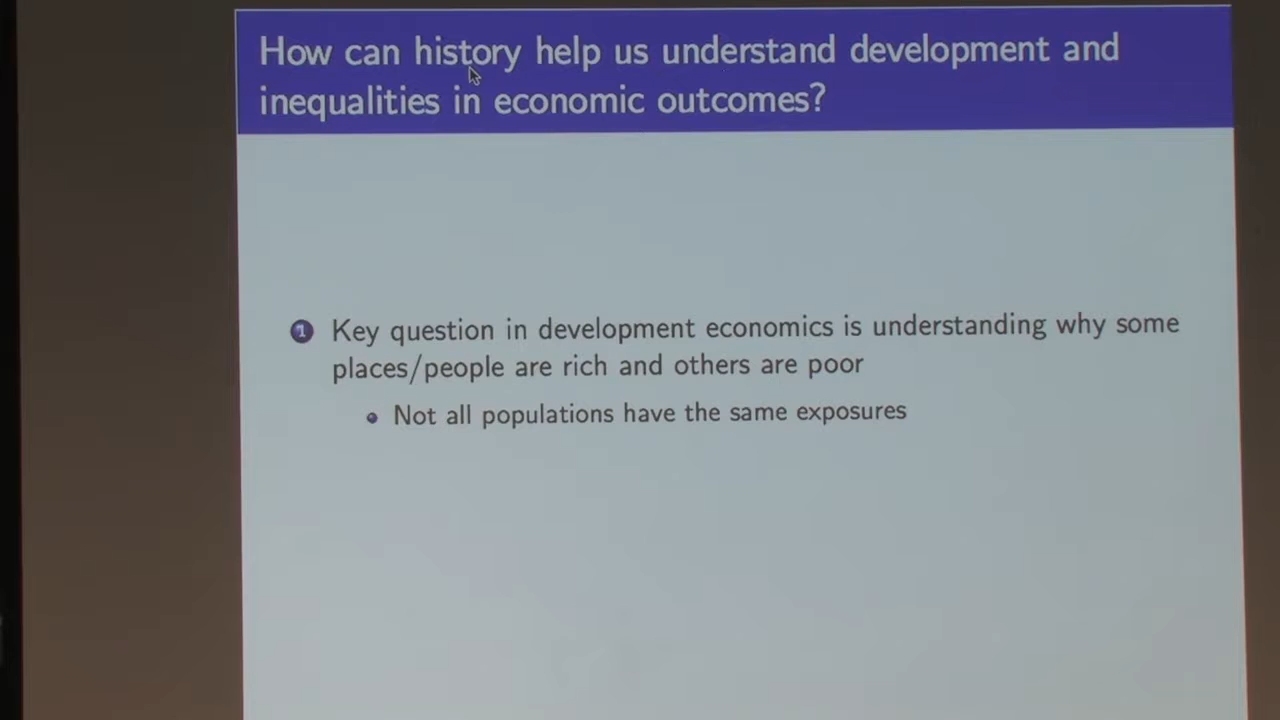 How can history help us understand development and
inequalities in economic outcomes?
1 Key question in development economics is understanding why some
places/people are rich and others are poor
Not all populations have the same exposures